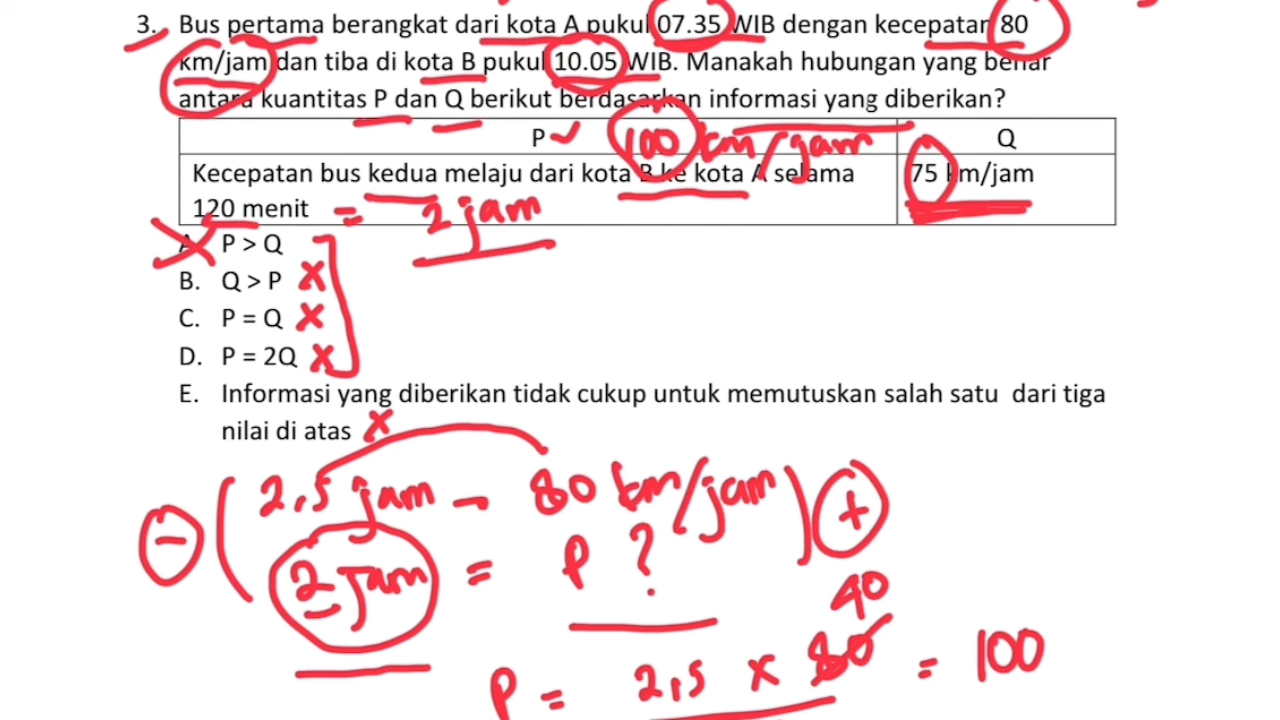 3. Bus pertama berangkat dari kota A pukul 07.35 WIB dengan kecepatan 80
km/jam dan tiba di kota B pukul 10.05 WIB. Manakah hubungan yang benar
antara kuantitas P dan Q berikut berdasarkan informasi yang diberikan?
P 100 km/jam Q
Kecepatan bus kedua melaju dari kota B ke kota A selama 75 km/jam
120 menit = 2 jam
A. P > Q
B. Q > P x
C. P = Q x
D. P = 2Q x
E. Informasi yang diberikan tidak cukup untuk memutuskan salah satu dari tiga
nilai di atas x
- ( 2,5 jam - 80 km/jam ) +
2 jam = P ?
40
P = 2,5 x 80 = 100